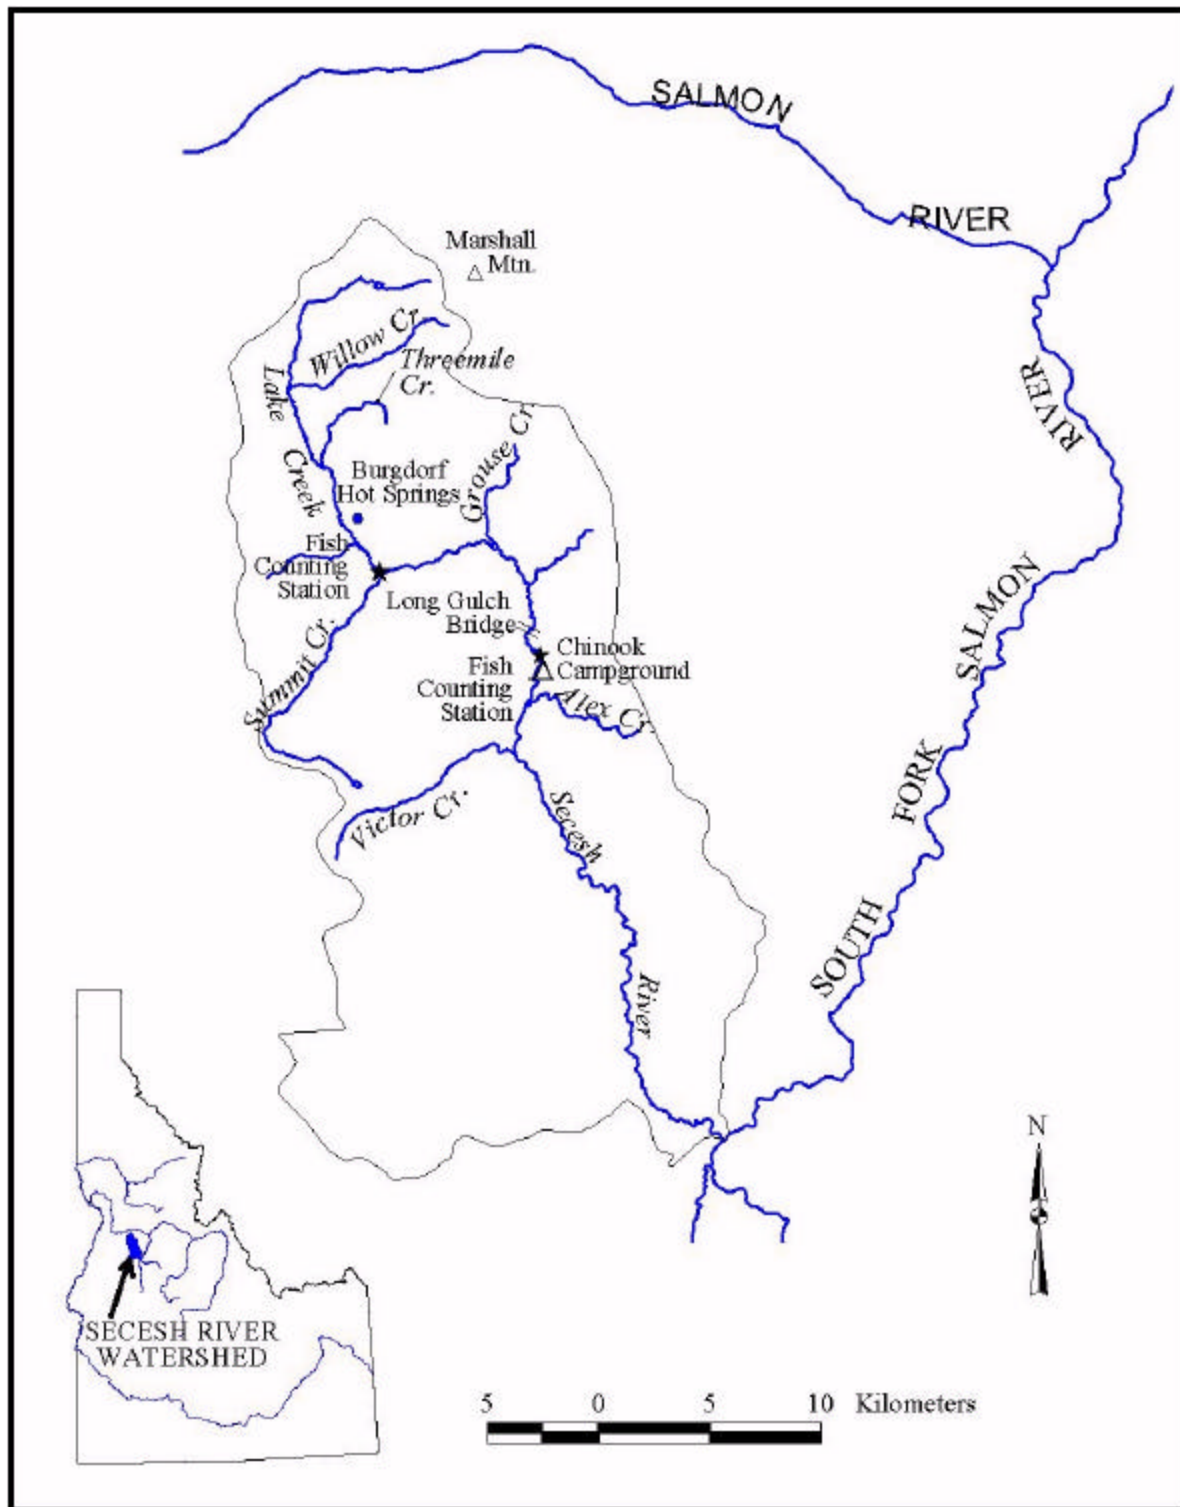 SALMON
RIVER
Marshall
Mtn.
Willow Cr.
Threemile
Cr.
Lake
Creek
Grouse Cr.
Burgdorf
Hot Springs
Fish
Counting
Station
Long Gulch
Bridge
Chinook
Campground
Fish
Counting
Station
Alex Cr.
Summit Cr.
Victor Cr.
Secesh
River
RIVER
SALMON
FORK
SOUTH
N
SECESH RIVER
WATERSHED
5 0 5 10 Kilometers